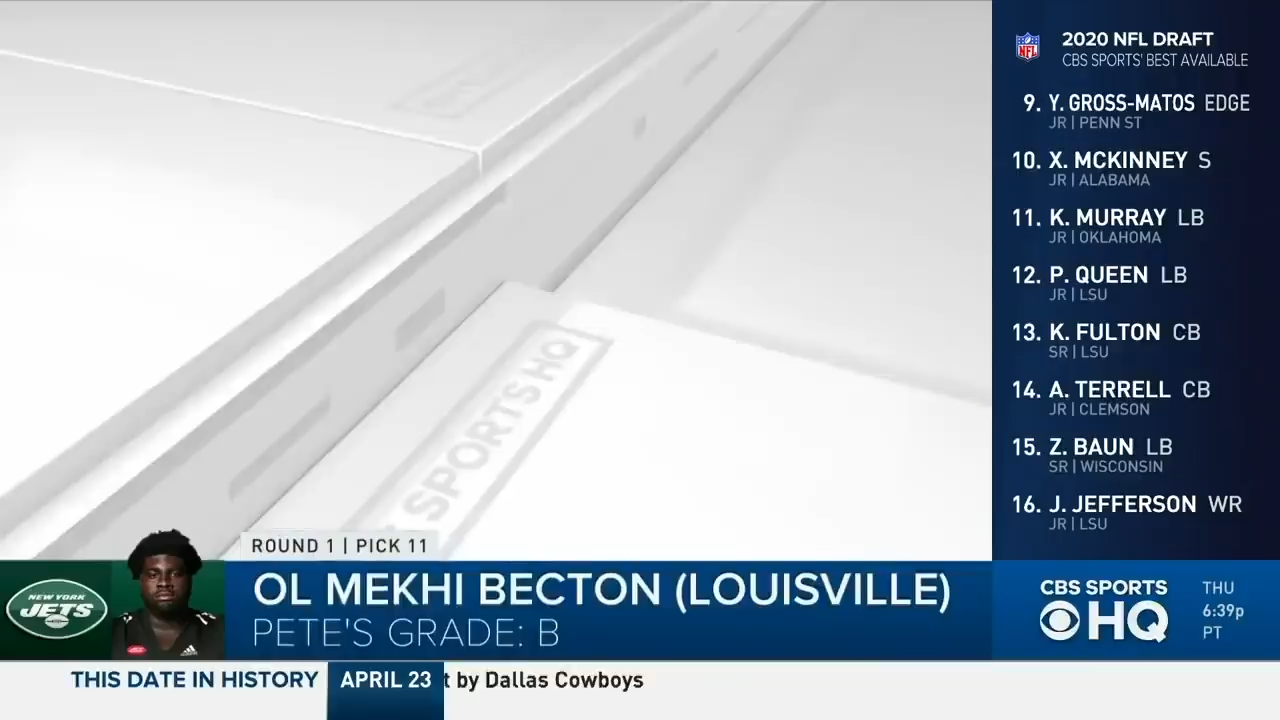 2020 NFL DRAFT
CBS SPORTS' BEST AVAILABLE
9. Y. GROSS-MATOS EDGE
JR | PENN ST
10. X. MCKINNEY S
JR | ALABAMA
11. K. MURRAY LB
JR | OKLAHOMA
12. P. QUEEN LB
JR | LSU
13. K. FULTON CB
SR | LSU
14. A. TERRELL CB
JR | CLEMSON
15. Z. BAUN LB
SR | WISCONSIN
16. J. JEFFERSON WR
JR | LSU
SPORTS HQ
ROUND 1 | PICK 11
OL MEKHI BECTON (LOUISVILLE)
PETE'S GRADE: B
NEW YORK
JETS
CBS SPORTS
HQ
THU
6:39p
PT
THIS DATE IN HISTORY APRIL 23 t by Dallas Cowboys
NFL